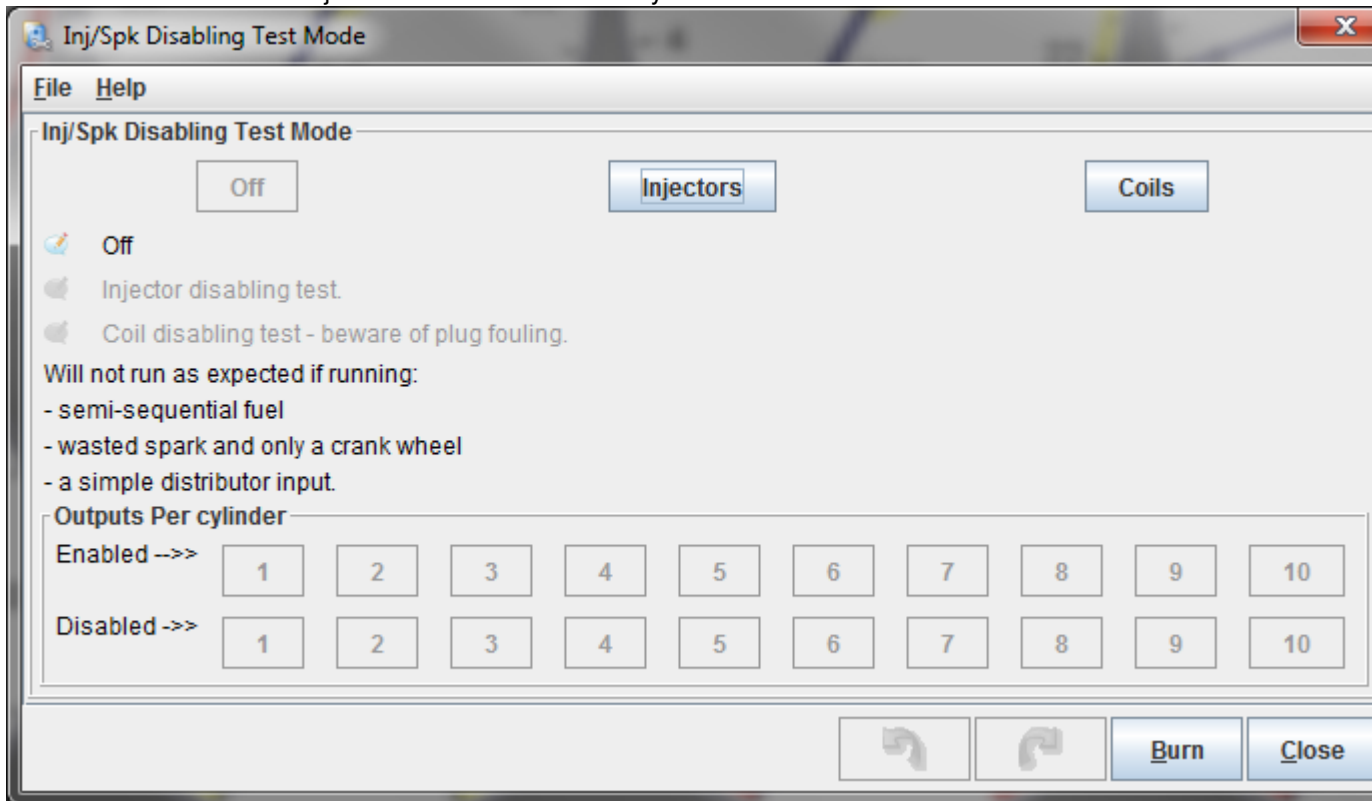 Inj/Spk Disabling Test Mode
File Help
Inj/Spk Disabling Test Mode
Off Injectors Coils
Off
Injector disabling test.
Coil disabling test - beware of plug fouling.
Will not run as expected if running:
- semi-sequential fuel
- wasted spark and only a crank wheel
- a simple distributor input.
Outputs Per cylinder
Enabled -->> 1 2 3 4 5 6 7 8 9 10
Disabled ->> 1 2 3 4 5 6 7 8 9 10
Burn Close